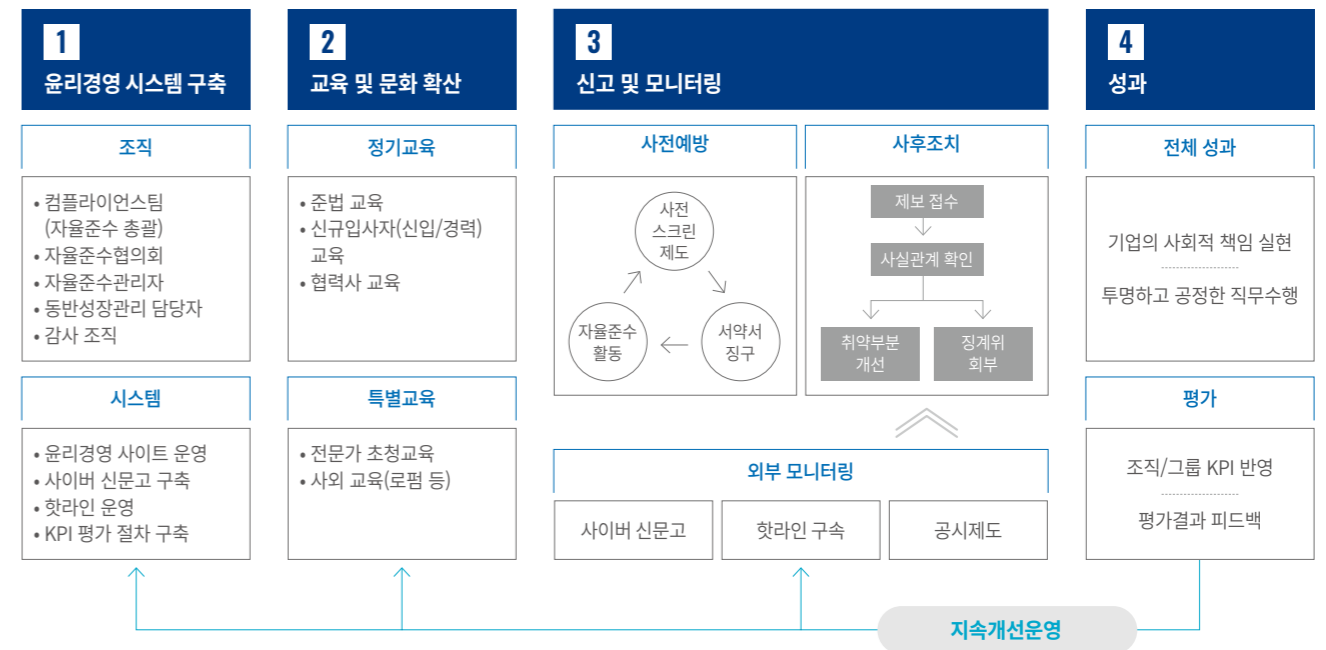 1
윤리경영 시스템 구축
조직
• 컴플라이언스팀
(자율준수 총괄)
• 자율준수협의회
• 자율준수관리자
• 동반성장관리 담당자
• 감사 조직
시스템
• 윤리경영 사이트 운영
• 사이버 신문고 구축
• 핫라인 운영
• KPI 평가 절차 구축
2
교육 및 문화 확산
정기교육
• 준법 교육
• 신규입사자(신입/경력)
교육
• 협력사 교육
특별교육
• 전문가 초청교육
• 사외 교육(로펌 등)
3
신고 및 모니터링
사전예방
사전
스크린
제도
서약서
징구
자율준수
활동
사후조치
제보 접수
사실관계 확인
취약부분
개선
징계위
회부
외부 모니터링
사이버 신문고
핫라인 구속
공시제도
4
성과
전체 성과
기업의 사회적 책임 실현
투명하고 공정한 직무수행
평가
조직/그룹 KPI 반영
평가결과 피드백
지속개선운영